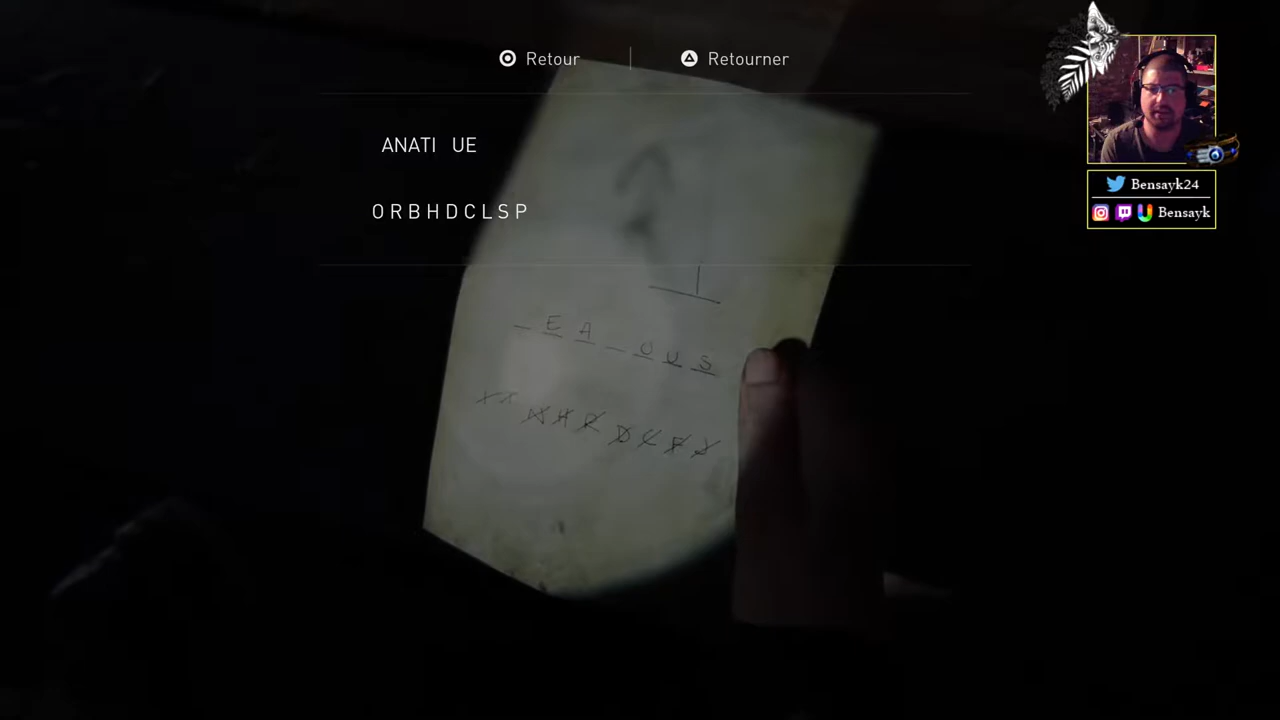 Retour
Retourner
ANATI UE
O R B H D C L S P
Bensayk24
Bensayk
_ E A _ O U S